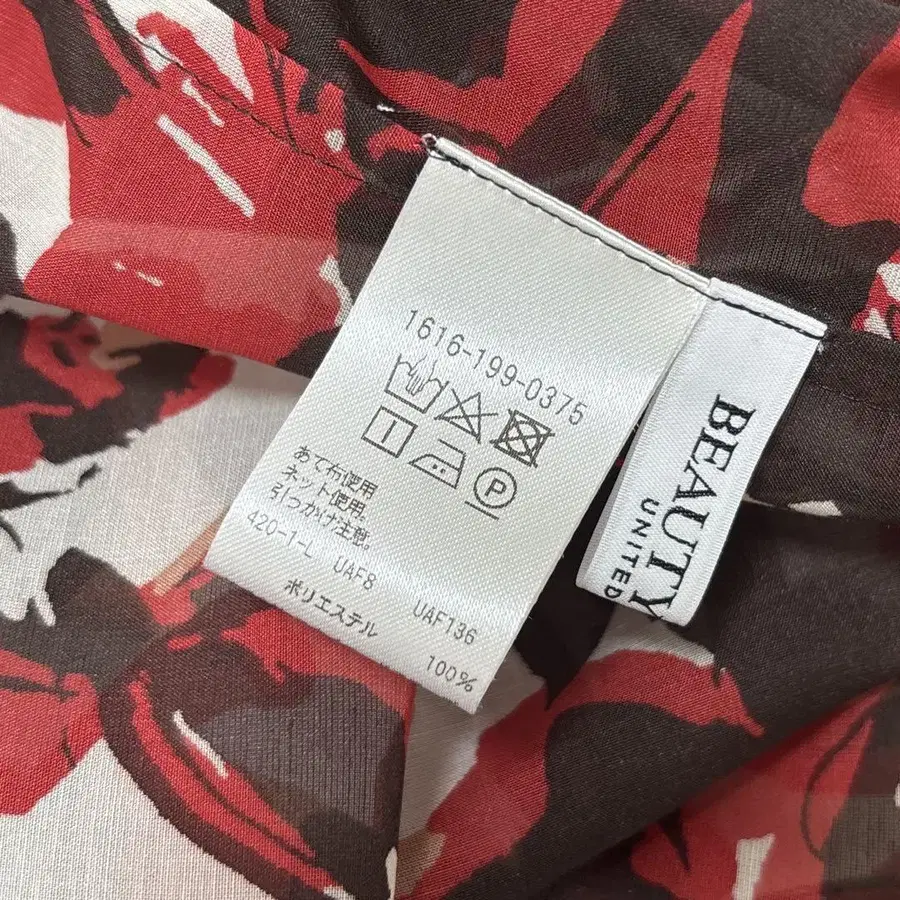 1616-199-0375
P
あて布使用
ネット使用。
引っかけ注意。
420-1-L UAF8 UAF136
ポリエステル 100%
BEAUTY
UNITED